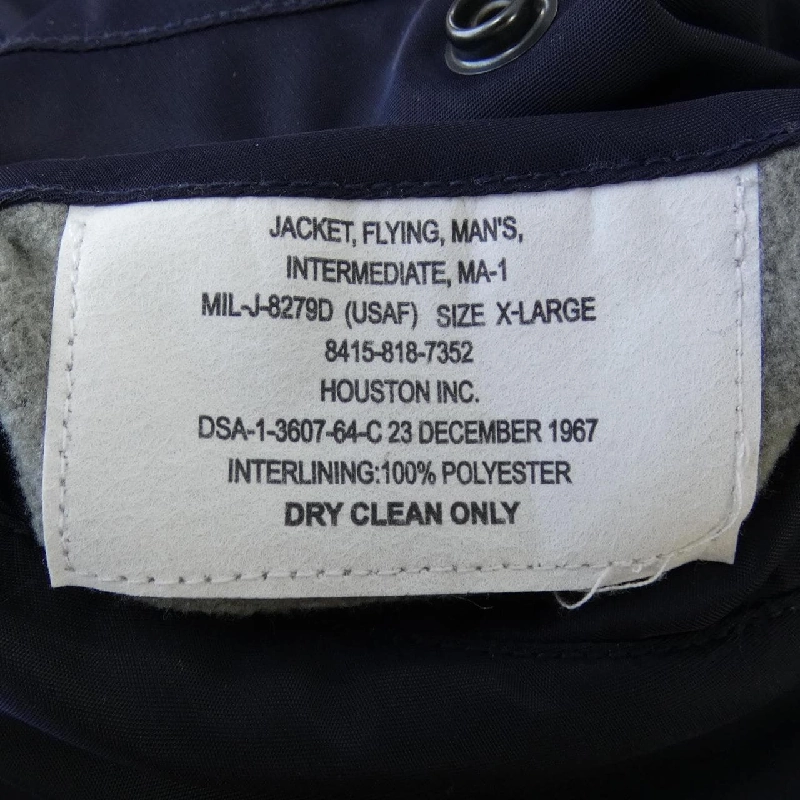 JACKET, FLYING, MAN'S,
INTERMEDIATE, MA-1
MIL-J-8279D (USAF) SIZE X-LARGE
8415-818-7352
HOUSTON INC.
DSA-1-3607-64-C 23 DECEMBER 1967
INTERLINING:100% POLYESTER
DRY CLEAN ONLY